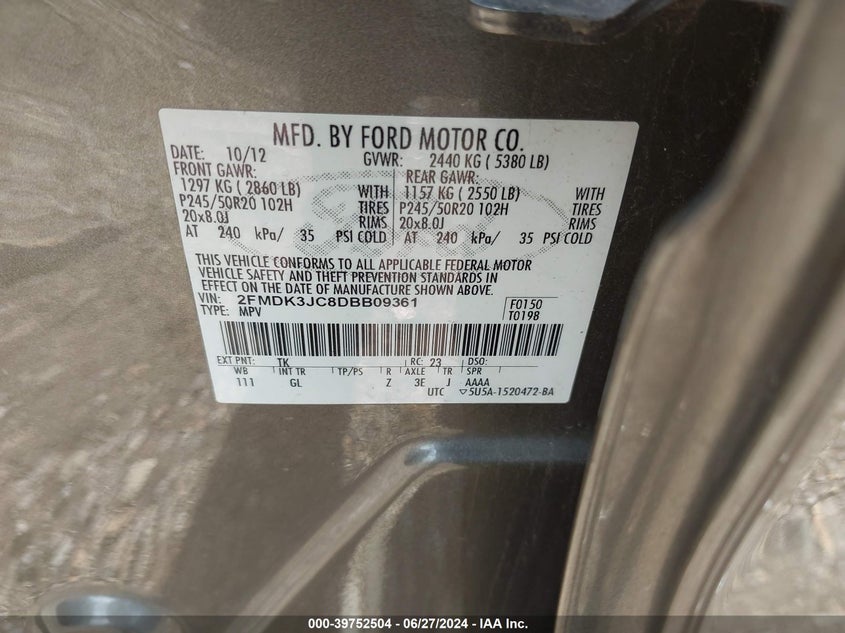 MFD. BY FORD MOTOR CO.
DATE: 10/12 GVWR: 2440 KG ( 5380 LB)
FRONT GAWR: REAR GAWR:
1297 KG ( 2860 LB) WITH 1157 KG ( 2550 LB) WITH
P245/50R20 102H TIRES P245/50R20 102H TIRES
20x8.0J RIMS 20x8.0J RIMS
AT 240 kPa/ 35 PSI COLD AT 240 kPa/ 35 PSI COLD
THIS VEHICLE CONFORMS TO ALL APPLICABLE FEDERAL MOTOR
VEHICLE SAFETY AND THEFT PREVENTION STANDARDS IN
EFFECT ON THE DATE OF MANUFACTURE SHOWN ABOVE.
VIN: 2FMDK3JC8DBB09361 F0150
TYPE: MPV T0198
EXT PNT: TK RC: 23 DSO:
WB INT TR TP/PS R AXLE TR SPR
111 GL Z 3E J AAAA
UTC ▽5U5A-1520472-BA
000-39752504 / 06/27/2024 - IAA Inc.